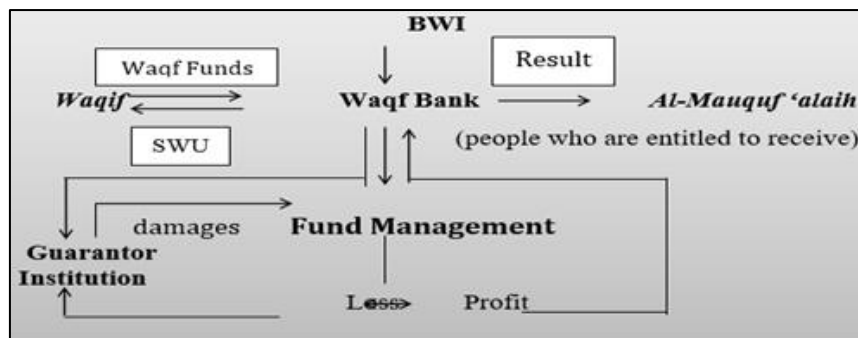 BWI
Waqf Funds
Result
Waqif
Waqf Bank
Al-Mauquf ‘alaih
SWU
(people who are entitled to receive)
damages
Fund Management
Guarantor
Institution
Loss
Profit